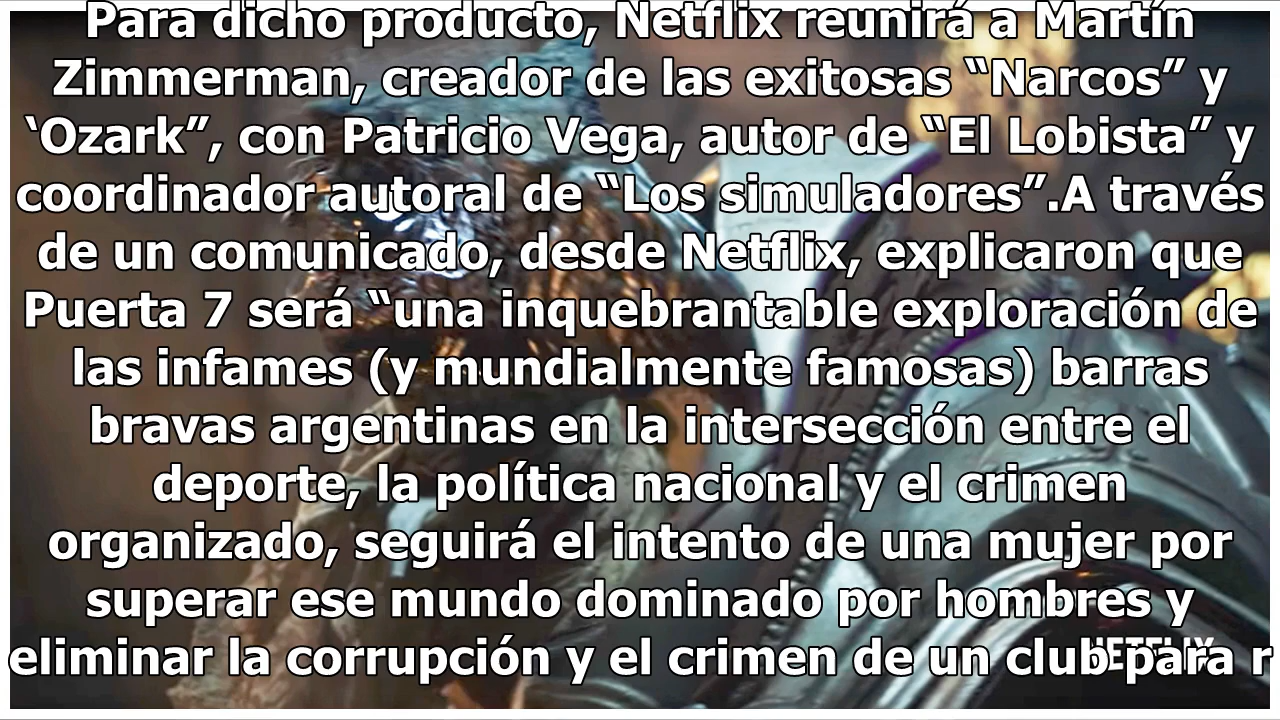 Para dicho producto, Netflix reunirá a Martín
Zimmerman, creador de las exitosas “Narcos” y
‘Ozark”, con Patricio Vega, autor de “El Lobista” y
coordinador autoral de “Los simuladores”.A través
de un comunicado, desde Netflix, explicaron que
Puerta 7 será “una inquebrantable exploración de
las infames (y mundialmente famosas) barras
bravas argentinas en la intersección entre el
deporte, la política nacional y el crimen
organizado, seguirá el intento de una mujer por
superar ese mundo dominado por hombres y
eliminar la corrupción y el crimen de un club para r
NETFLIX